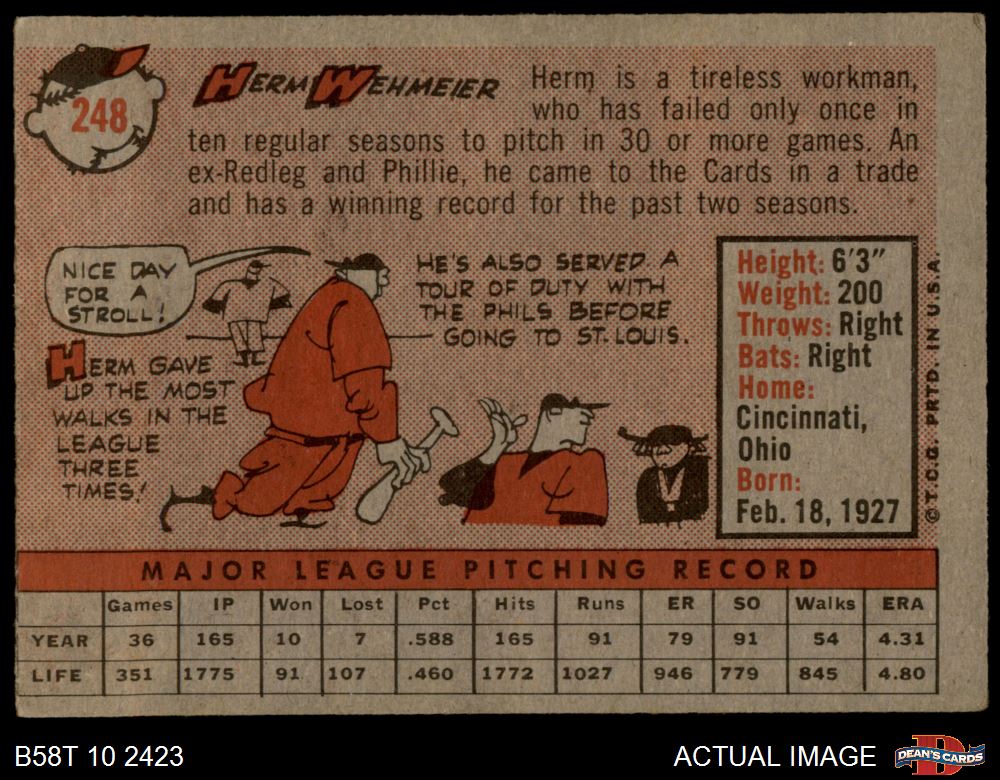 248
HERM WEHMEIER
Herm is a tireless workman,
who has failed only once in
ten regular seasons to pitch in 30 or more games. An
ex-Redleg and Phillie, he came to the Cards in a trade
and has a winning record for the past two seasons.
NICE DAY
FOR A
STROLL!
HERM GAVE
UP THE MOST
WALKS IN THE
LEAGUE
THREE
TIMES!
HE'S ALSO SERVED A
TOUR OF DUTY WITH
THE PHILS BEFORE
GOING TO ST. LOUIS.
Height: 6'3"
Weight: 200
Throws: Right
Bats: Right
Home:
Cincinnati,
Ohio
Born:
Feb. 18, 1927
© T.C.G. PRTD. IN U.S.A.
MAJOR LEAGUE PITCHING RECORD
Games IP Won Lost Pct Hits Runs ER SO Walks ERA
YEAR 36 165 10 7 .588 165 91 79 91 54 4.31
LIFE 351 1775 91 107 .460 1772 1027 946 779 845 4.80
B58T 10 2423
ACTUAL IMAGE
D
DEAN'S CARDS